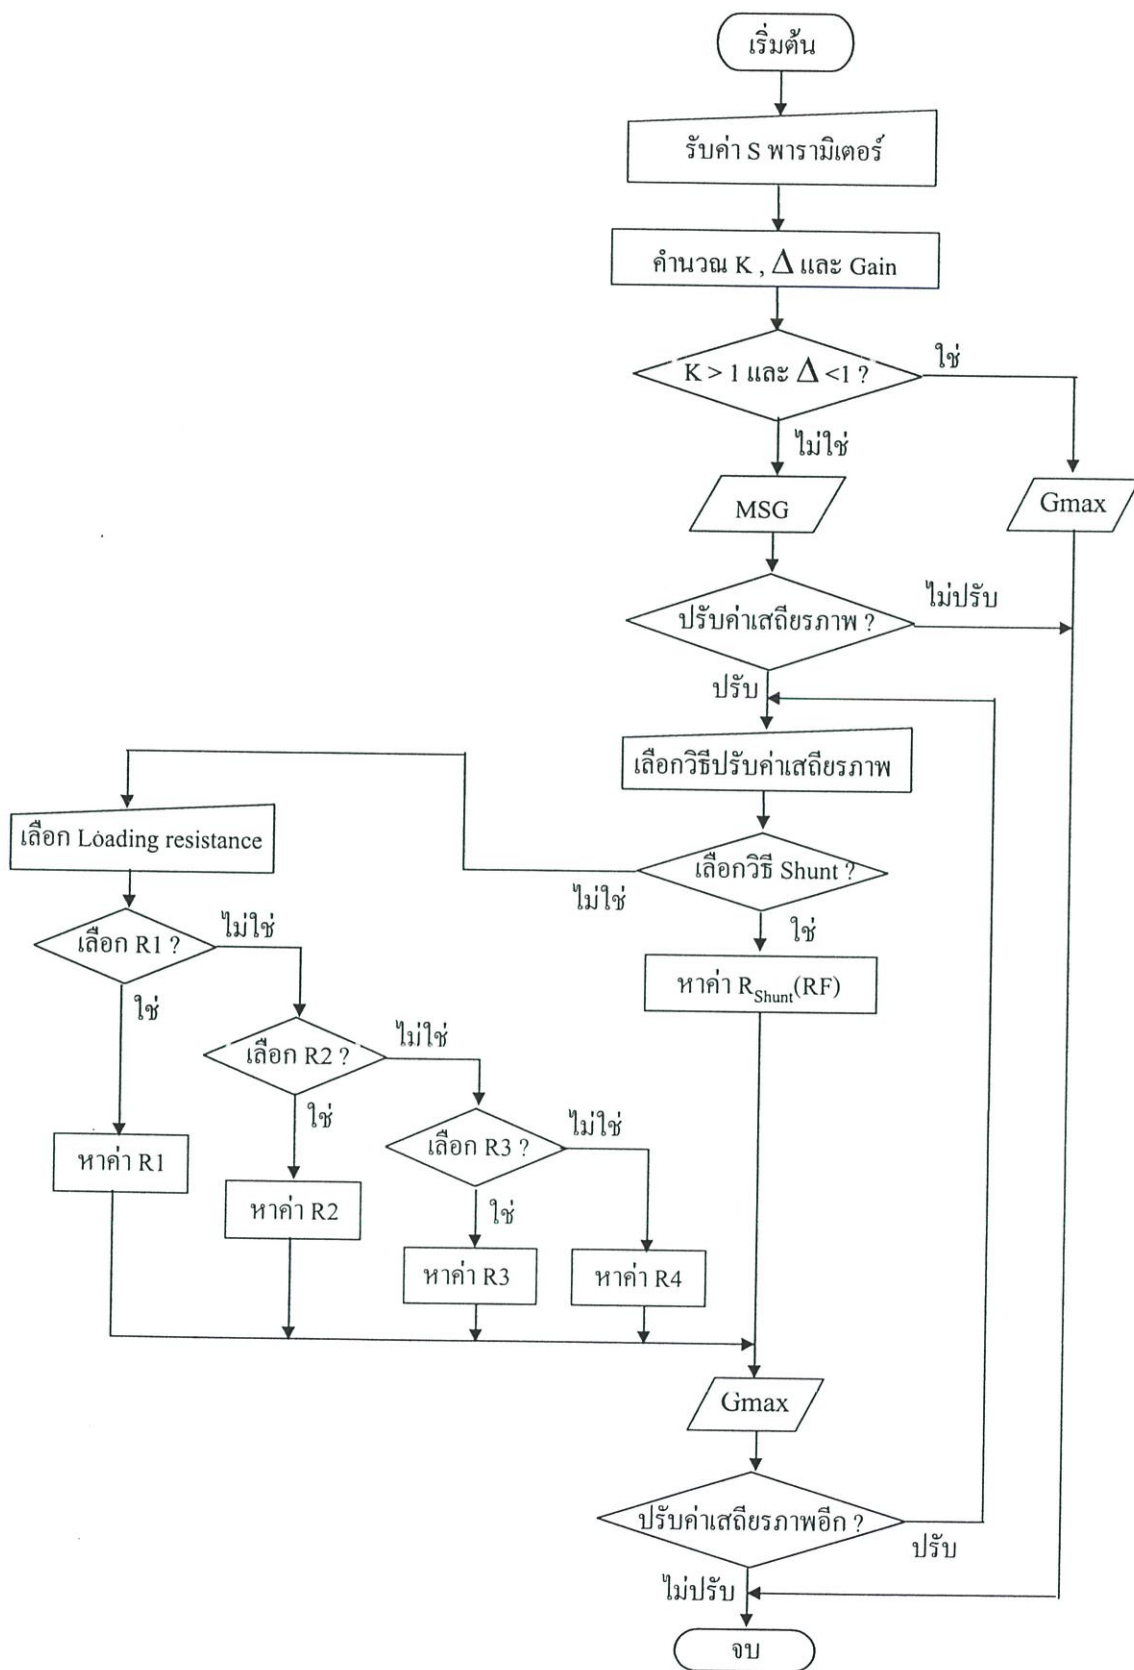 เริ่มต้น
รับค่า S พารามิเตอร์
คำนวณ K , Δ และ Gain
K > 1 และ Δ <1 ?
ใช่
ไม่ใช่
MSG
Gmax
ปรับค่าเสถียรภาพ ?
ไม่ปรับ
ปรับ
เลือกวิธีปรับค่าเสถียรภาพ
เลือก Loading resistance
เลือกวิธี Shunt ?
ไม่ใช่
ใช่
เลือก R1 ?
ไม่ใช่
ใช่
หาค่า R_Shunt(RF)
เลือก R2 ?
ไม่ใช่
ใช่
เลือก R3 ?
ไม่ใช่
ใช่
หาค่า R1
หาค่า R2
หาค่า R3
หาค่า R4
Gmax
ปรับค่าเสถียรภาพอีก ?
ปรับ
ไม่ปรับ
จบ